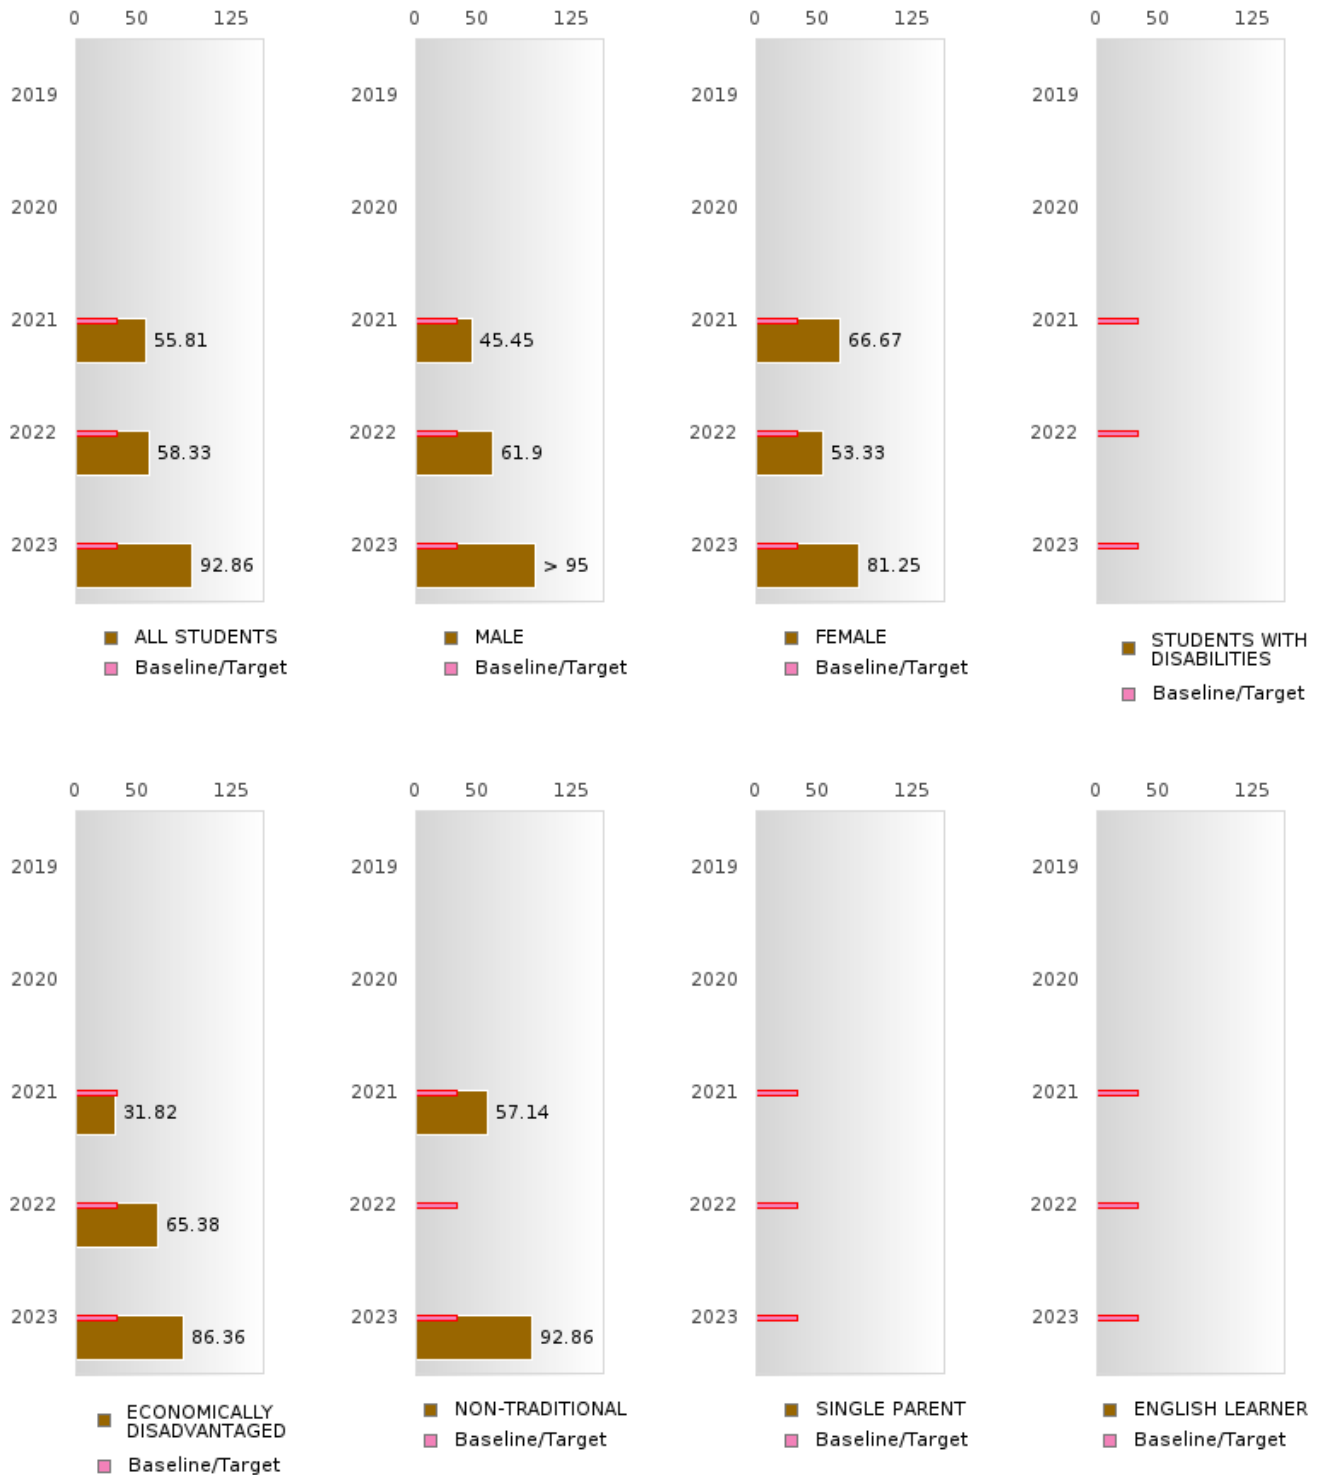 0 50 125
0 50 125
0 50 125
0 50 125
2019
2019
2019
2019
2020
2020
2020
2020
2021
55.81
2021
45.45
2021
66.67
2021
2022
58.33
2022
61.9
2022
53.33
2022
2023
92.86
2023
> 95
2023
81.25
2023
ALL STUDENTS
Baseline/Target
MALE
Baseline/Target
FEMALE
Baseline/Target
STUDENTS WITH
DISABILITIES
Baseline/Target
0 50 125
0 50 125
0 50 125
0 50 125
2019
2019
2019
2019
2020
2020
2020
2020
2021
31.82
2021
57.14
2021
2021
2022
65.38
2022
2022
2022
2023
86.36
2023
92.86
2023
2023
ECONOMICALLY
DISADVANTAGED
Baseline/Target
NON-TRADITIONAL
Baseline/Target
SINGLE PARENT
Baseline/Target
ENGLISH LEARNER
Baseline/Target